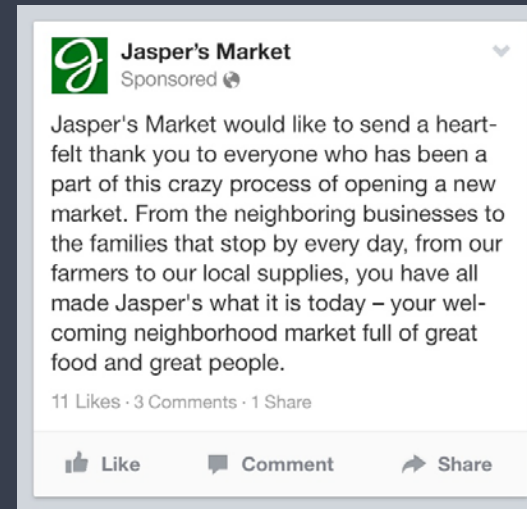 Jasper's Market
Sponsored
Jasper's Market would like to send a heart-
felt thank you to everyone who has been a
part of this crazy process of opening a new
market. From the neighboring businesses to
the families that stop by every day, from our
farmers to our local supplies, you have all
made Jasper's what it is today – your wel-
coming neighborhood market full of great
food and great people.
11 Likes · 3 Comments · 1 Share
Like Comment Share